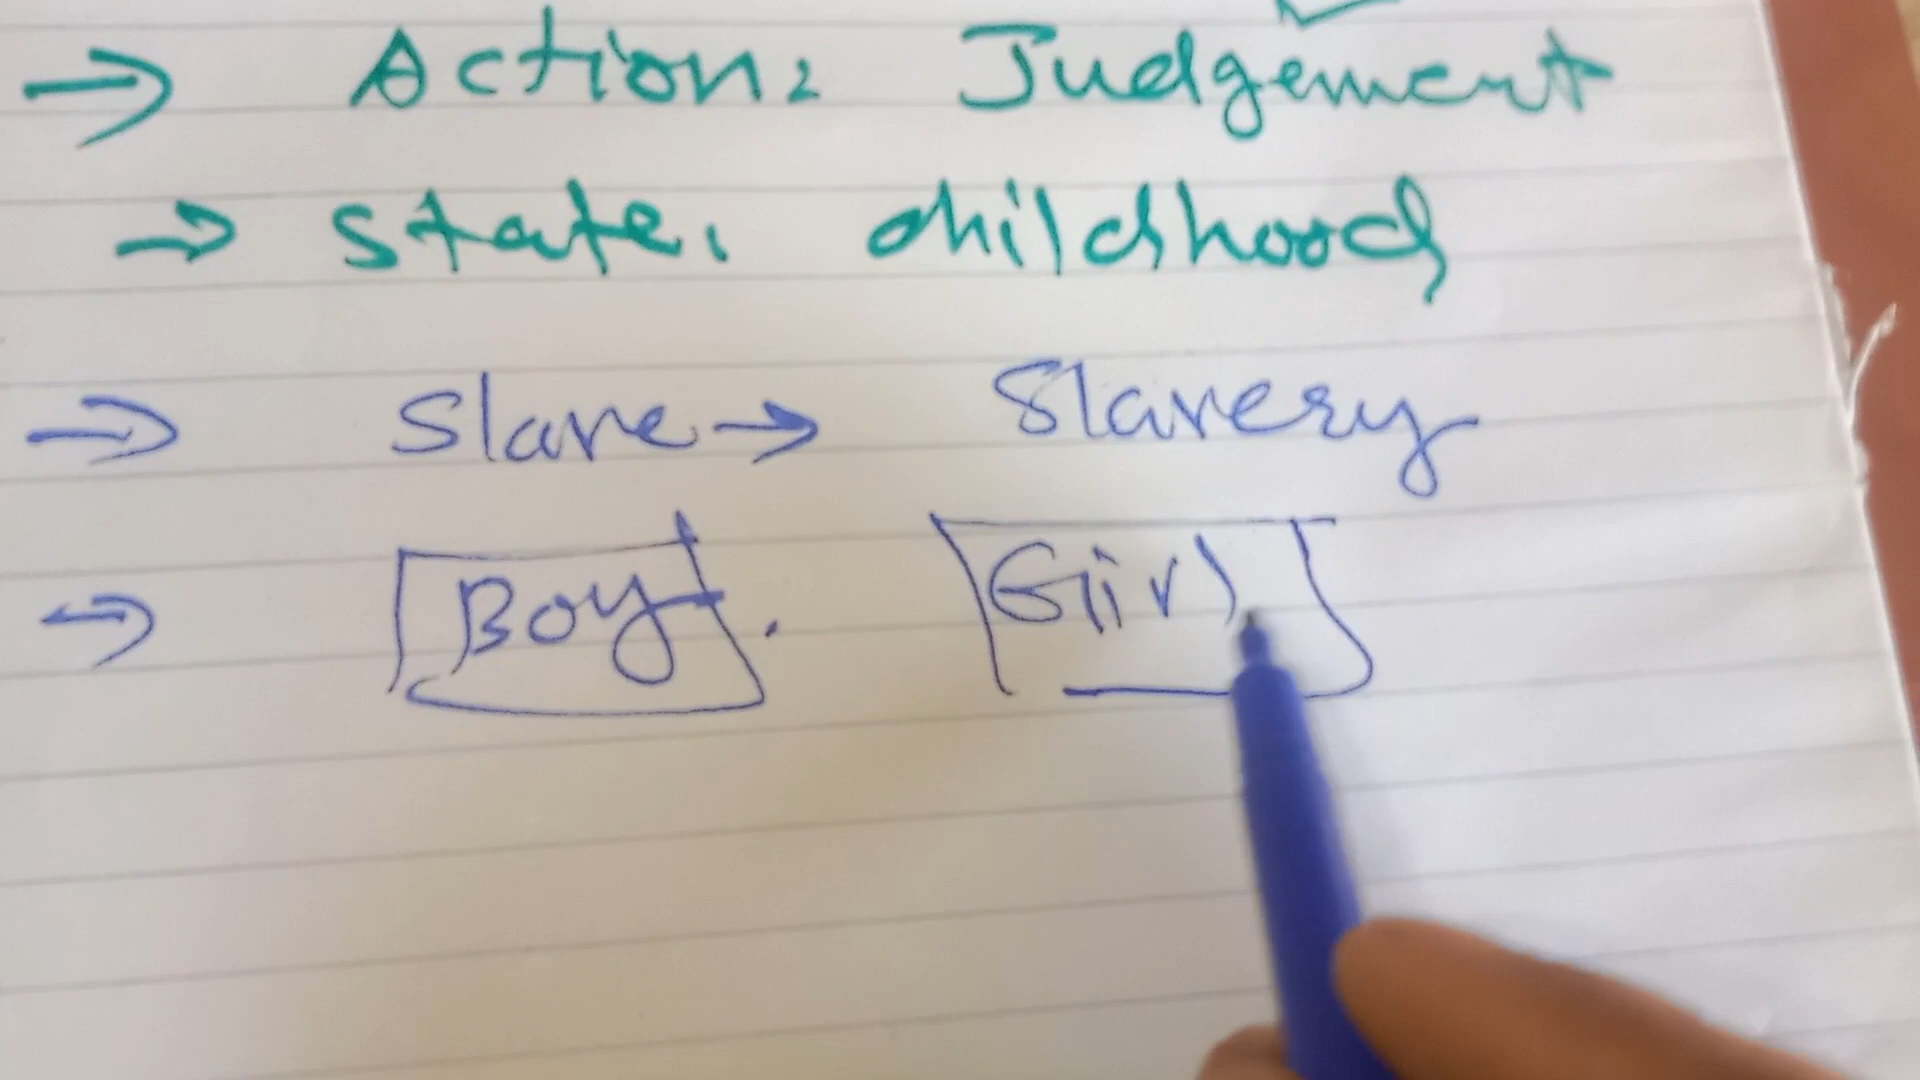 ⇒ Action: Judgement
⇒ State: childhood
⇒ Slave → Slavery
⇒ Boy. Girl